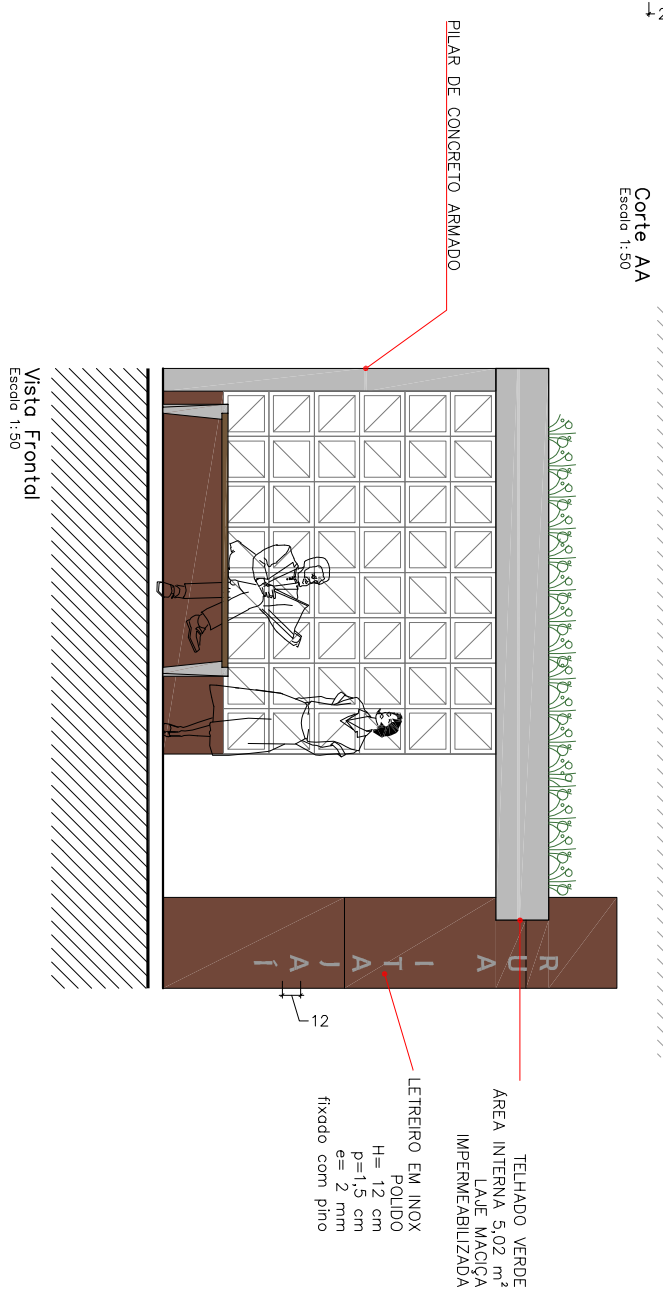 Corte AA
Escala 1:50
PILAR DE CONCRETO ARMADO
TELHADO VERDE
ÁREA INTERNA 5,02 m²
LAJE MACIÇA
IMPERMEABILIZADA
LETREIRO EM INOX
POLIDO
H= 12 cm
p=1,5 cm
e= 2 mm
fixado com pino
RUA ITAJAÍ
12
Vista Frontal
Escala 1:50